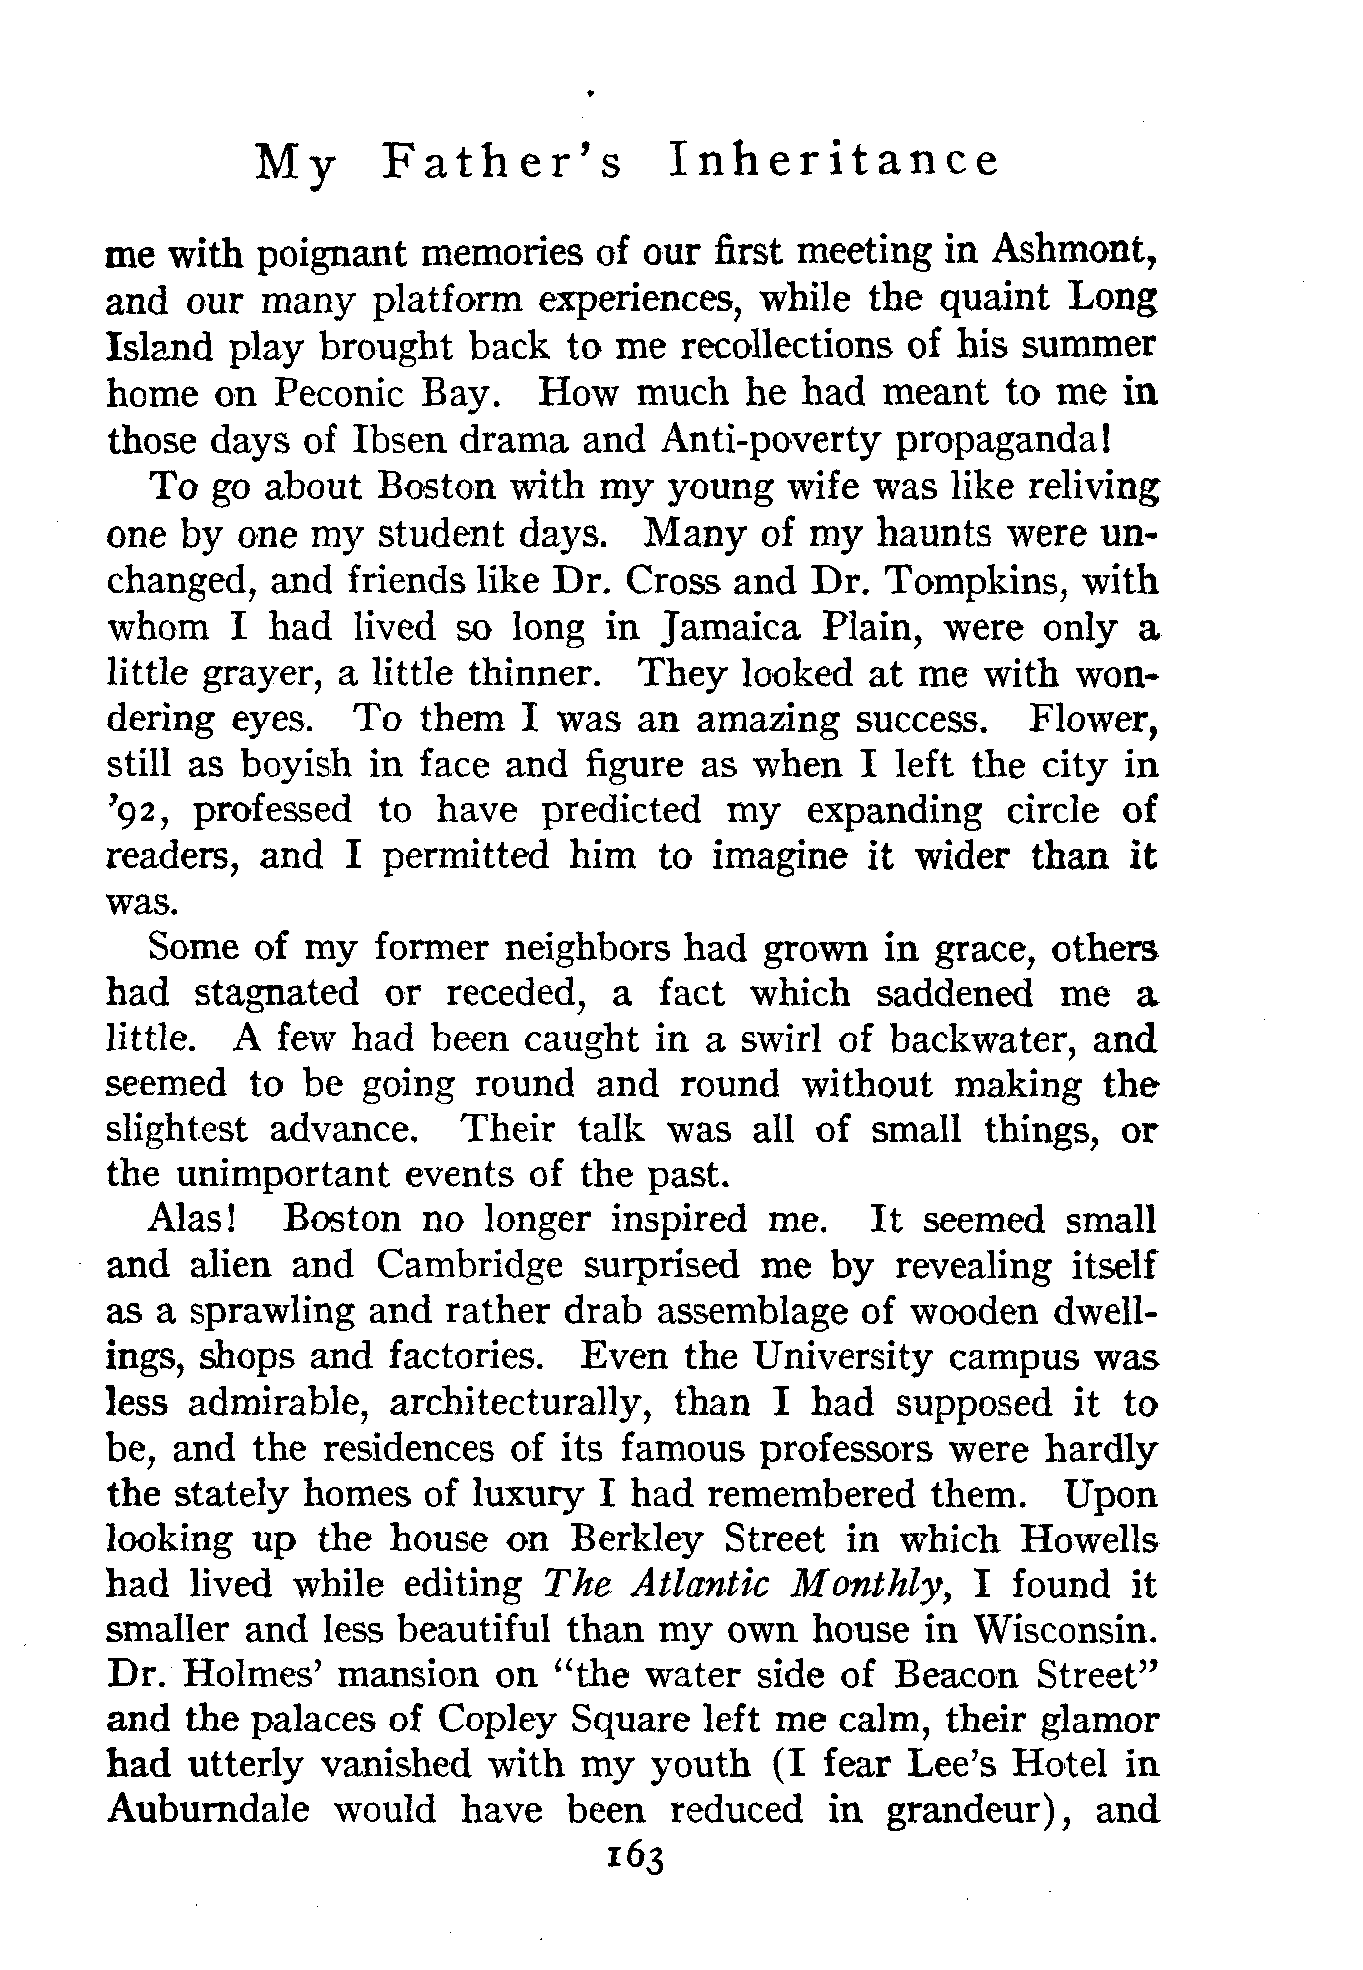 My Father's Inheritance
me with poignant memories of our first meeting in Ashmont,
and our many platform experiences, while the quaint Long
Island play brought back to me recollections of his summer
home on Peconic Bay. How much he had meant to me in
those days of Ibsen drama and Anti-poverty propaganda!
To go about Boston with my young wife was like reliving
one by one my student days. Many of my haunts were un-
changed, and friends like Dr. Cross and Dr. Tompkins, with
whom I had lived so long in Jamaica Plain, were only a
little grayer, a little thinner. They looked at me with won-
dering eyes. To them I was an amazing success. Flower,
still as boyish in face and figure as when I left the city in
'92, professed to have predicted my expanding circle of
readers, and I permitted him to imagine it wider than it
was.
Some of my former neighbors had grown in grace, others
had stagnated or receded, a fact which saddened me a
little. A few had been caught in a swirl of backwater, and
seemed to be going round and round without making the
slightest advance. Their talk was all of small things, or
the unimportant events of the past.
Alas! Boston no longer inspired me. It seemed small
and alien and Cambridge surprised me by revealing itself
as a sprawling and rather drab assemblage of wooden dwell-
ings, shops and factories. Even the University campus was
less admirable, architecturally, than I had supposed it to
be, and the residences of its famous professors were hardly
the stately homes of luxury I had remembered them. Upon
looking up the house on Berkley Street in which Howells
had lived while editing The Atlantic Monthly, I found it
smaller and less beautiful than my own house in Wisconsin.
Dr. Holmes' mansion on "the water side of Beacon Street"
and the palaces of Copley Square left me calm, their glamor
had utterly vanished with my youth (I fear Lee's Hotel in
Auburndale would have been reduced in grandeur), and
163